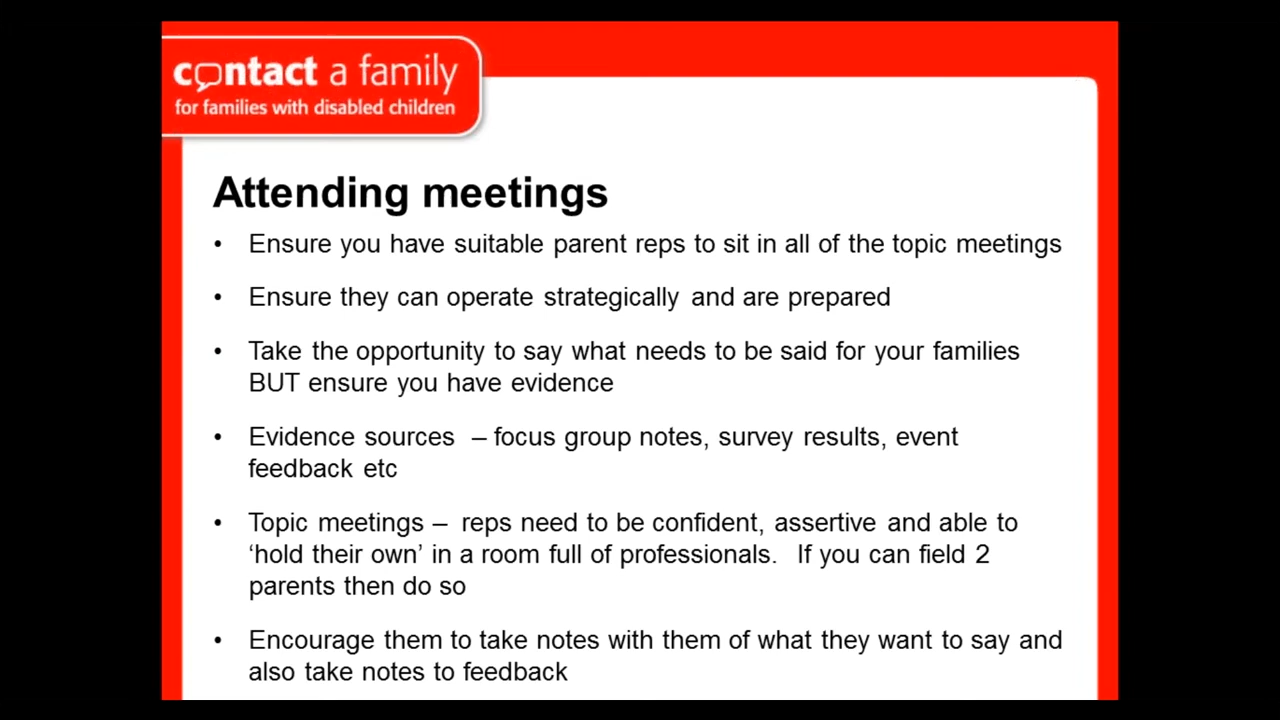 contact a family
for families with disabled children
Attending meetings
• Ensure you have suitable parent reps to sit in all of the topic meetings
• Ensure they can operate strategically and are prepared
• Take the opportunity to say what needs to be said for your families
BUT ensure you have evidence
• Evidence sources – focus group notes, survey results, event
feedback etc
• Topic meetings – reps need to be confident, assertive and able to
‘hold their own’ in a room full of professionals. If you can field 2
parents then do so
• Encourage them to take notes with them of what they want to say and
also take notes to feedback